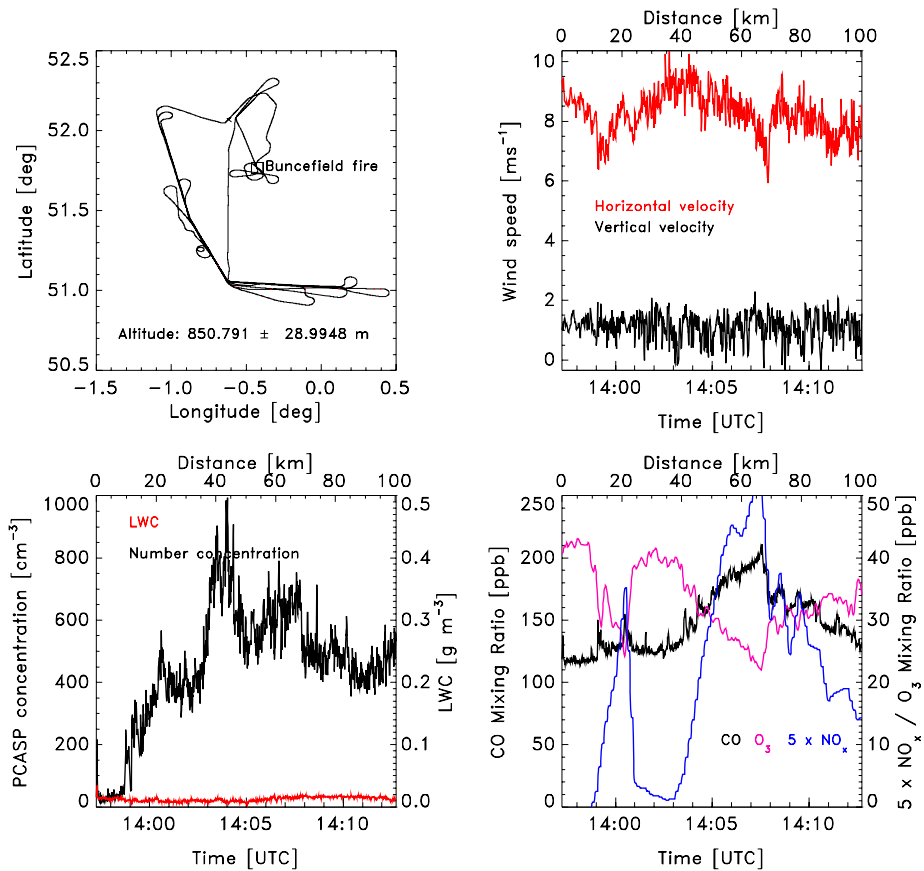 52.5
52.0
51.5
51.0
50.5
Latitude [deg]
Buncefield fire
Altitude: 850.791 ± 28.9948 m
−1.5 −1.0 −0.5 0.0 0.5
Longitude [deg]
Distance [km]
0 20 40 60 80 100
10
8
6
4
2
0
Wind speed [ms⁻¹]
Horizontal velocity
Vertical velocity
14:00 14:05 14:10
Time [UTC]
Distance [km]
0 20 40 60 80 100
1000
800
600
400
200
0
PCASP concentration [cm⁻³]
LWC
Number concentration
0.5
0.4
0.3
0.2
0.1
0.0
LWC [g m⁻³]
14:00 14:05 14:10
Time [UTC]
Distance [km]
0 20 40 60 80 100
250
200
150
100
50
0
CO Mixing Ratio [ppb]
CO O₃ 5 x NOₓ
50
40
30
20
10
0
5 x NOₓ / O₃ Mixing Ratio [ppb]
14:00 14:05 14:10
Time [UTC]